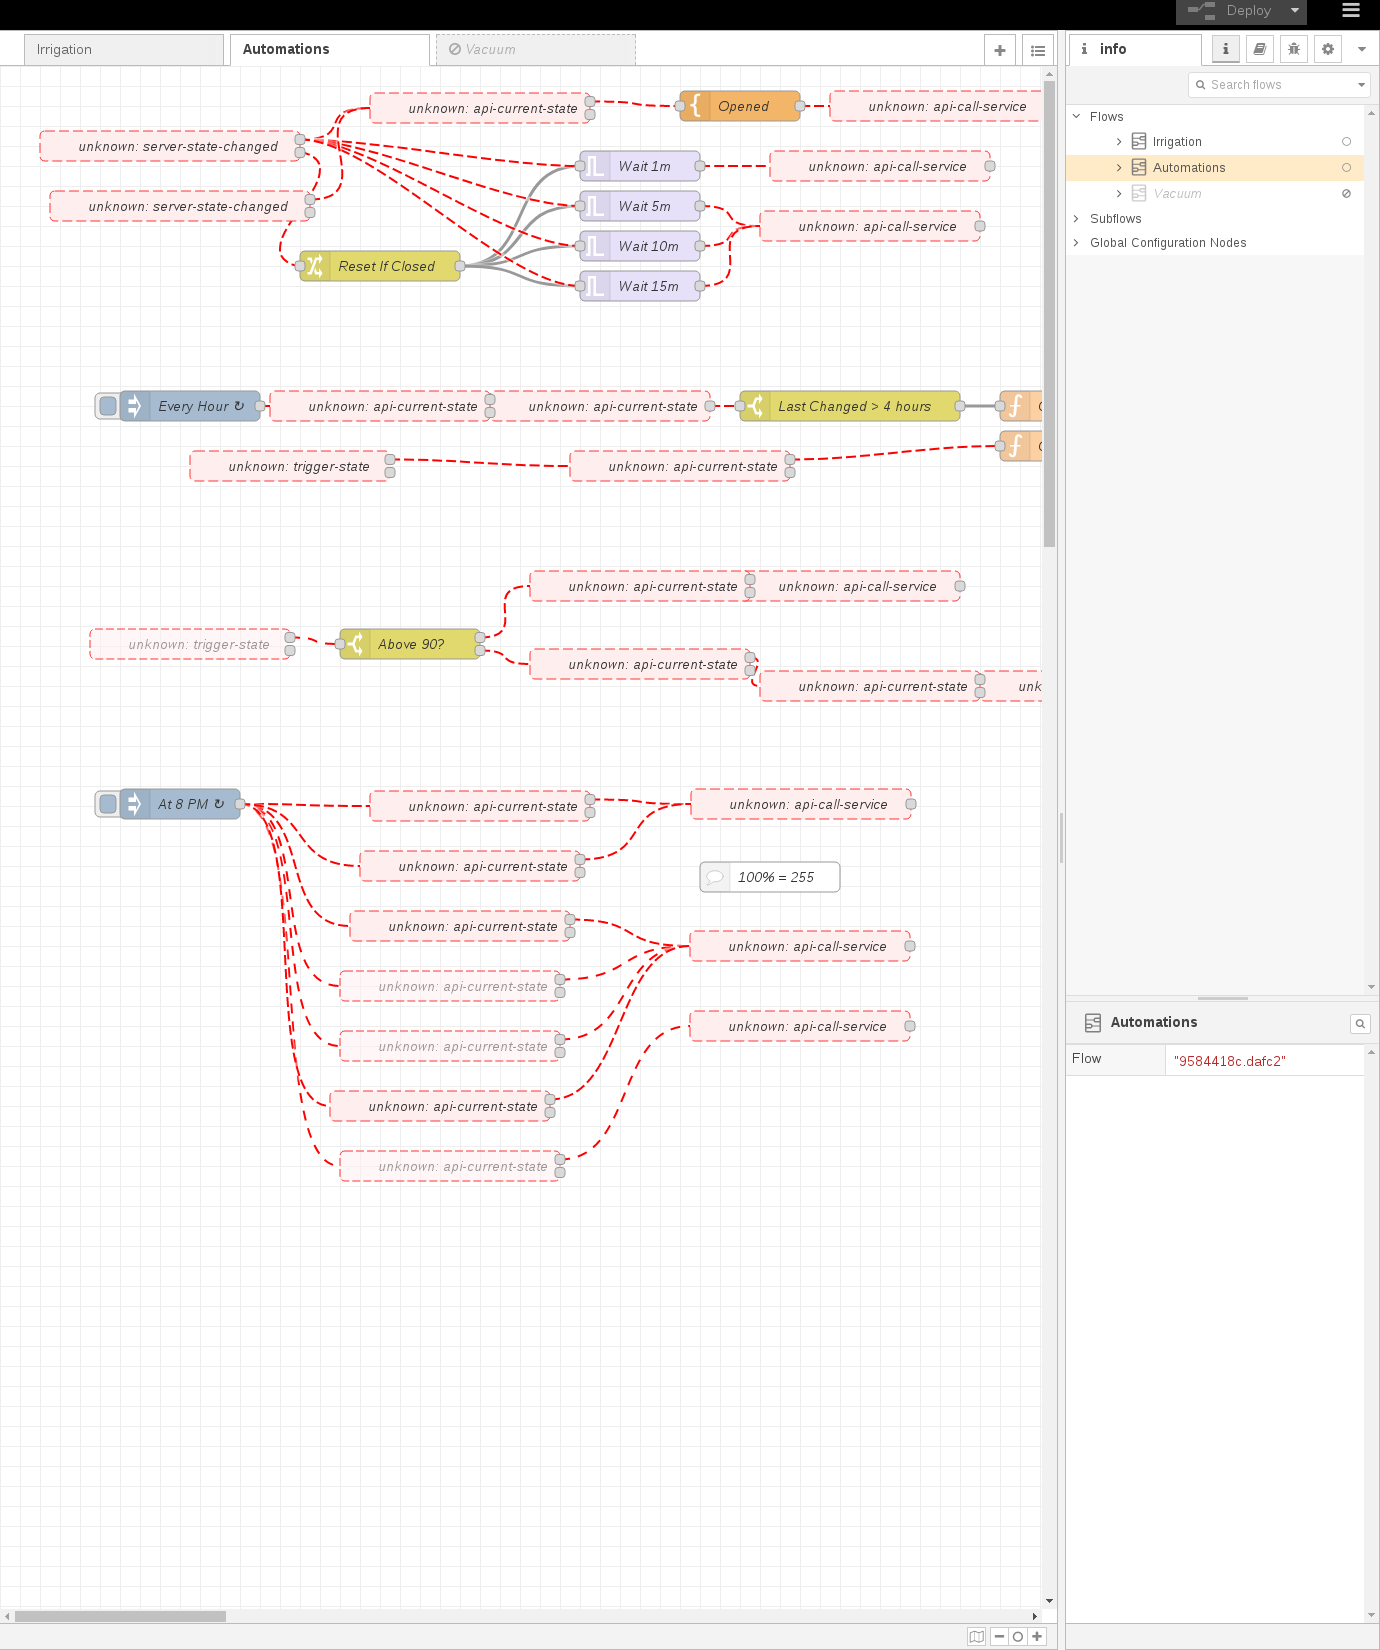 Deploy
Irrigation
Automations
Vacuum
info
Search flows
Flows
Irrigation
Automations
Vacuum
Subflows
Global Configuration Nodes
unknown: api-current-state
Opened
unknown: api-call-service
unknown: server-state-changed
Wait 1m
unknown: api-call-service
unknown: server-state-changed
Wait 5m
unknown: api-call-service
Wait 10m
Reset If Closed
Wait 15m
Every Hour ↻
unknown: api-current-state
unknown: api-current-state
Last Changed > 4 hours
unknown: trigger-state
unknown: api-current-state
unknown: api-current-state
unknown: api-call-service
unknown: trigger-state
Above 90?
unknown: api-current-state
unknown: api-current-state
unk
At 8 PM ↻
unknown: api-current-state
unknown: api-call-service
unknown: api-current-state
100% = 255
unknown: api-current-state
unknown: api-call-service
unknown: api-current-state
unknown: api-call-service
unknown: api-current-state
unknown: api-current-state
unknown: api-current-state
Automations
Flow
"9584418c.dafc2"